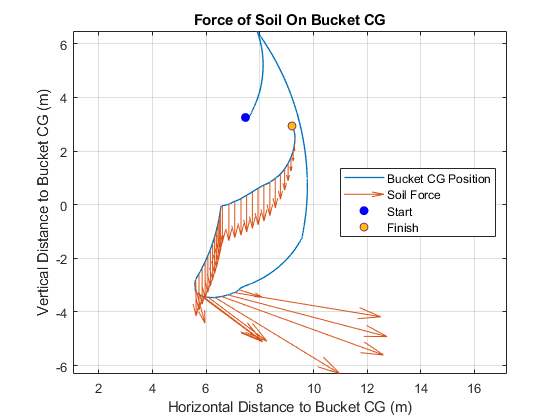 Force of Soil On Bucket CG
Vertical Distance to Bucket CG (m)
6
4
2
0
-2
-4
-6
Bucket CG Position
Soil Force
Start
Finish
2 4 6 8 10 12 14 16
Horizontal Distance to Bucket CG (m)